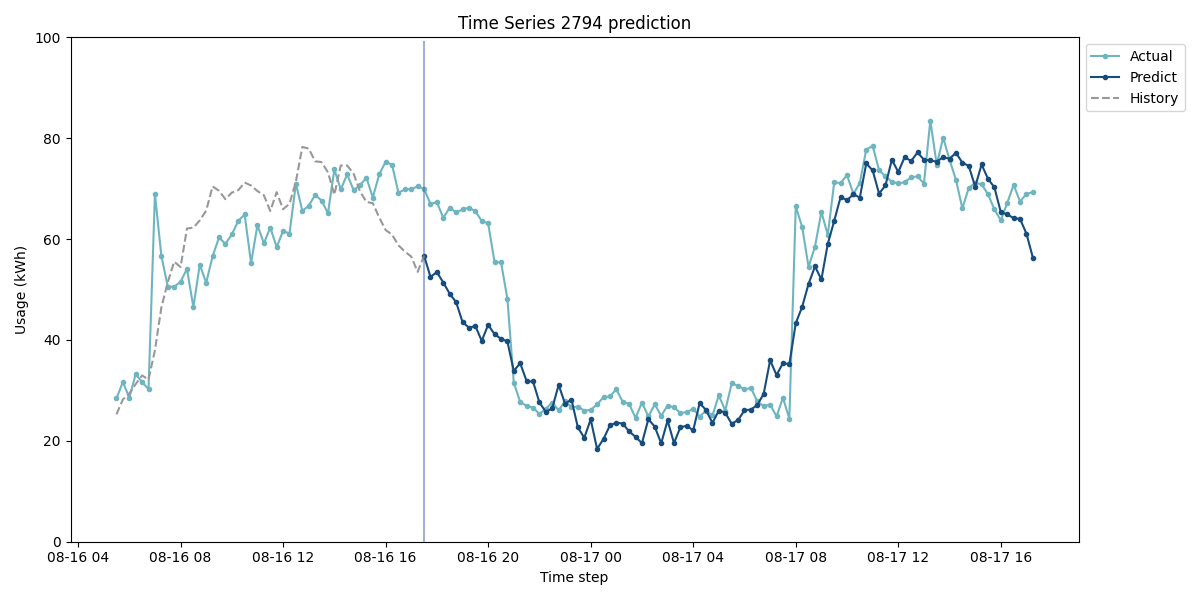 Time Series 2794 prediction
Usage (kWh)
100
80
60
40
20
0
08-16 04
08-16 08
08-16 12
08-16 16
08-16 20
08-17 00
08-17 04
08-17 08
08-17 12
08-17 16
Time step
Actual
Predict
History